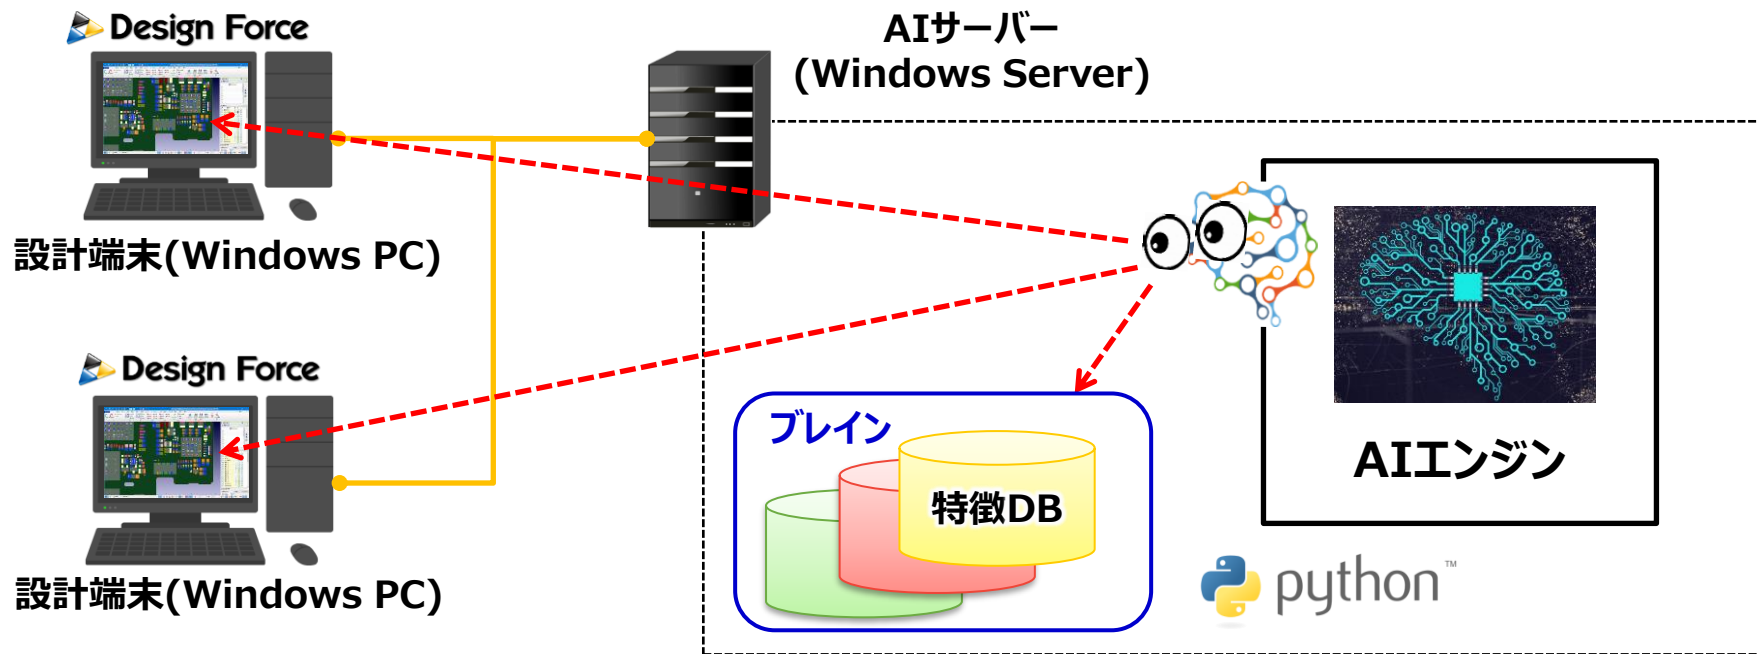 Design Force
設計端末(Windows PC)
Design Force
設計端末(Windows PC)
AIサーバー
(Windows Server)
ブレイン
特徴DB
AIエンジン
python™